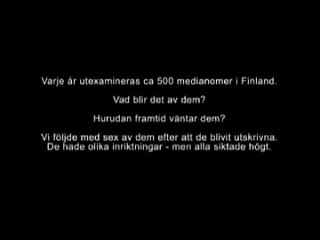 Varje år utexamineras ca 500 medianomer i Finland.
Vad blir det av dem?
Hurudan framtid väntar dem?
Vi följde med sex av dem efter att de blivit utskrivna.
De hade olika inriktningar - men alla siktade högt.